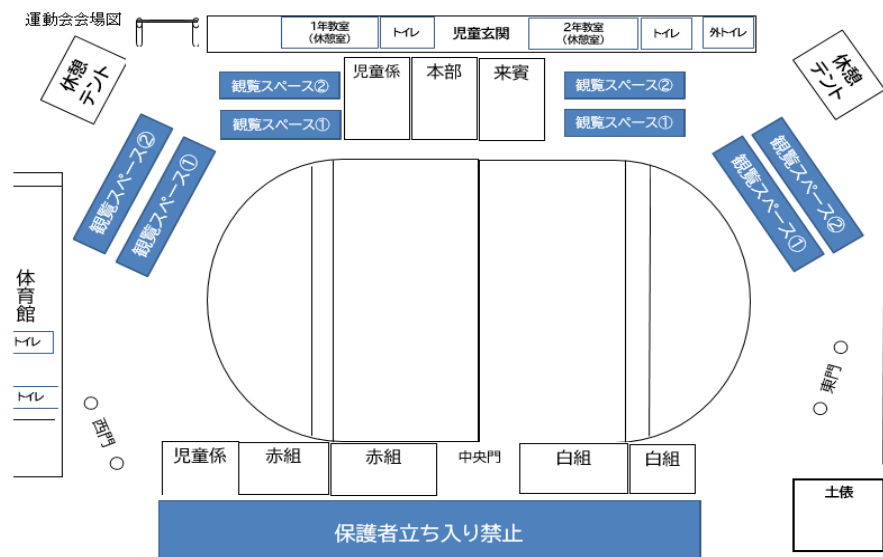 運動会会場図
1年教室
(休憩室)
トイレ
児童玄関
2年教室
(休憩室)
トイレ
外トイレ
休憩
テント
観覧スペース②
観覧スペース①
児童係
本部
来賓
観覧スペース②
観覧スペース①
休憩
テント
観覧スペース②
観覧スペース①
観覧スペース②
観覧スペース①
体育館
トイレ
トイレ
西門
東門
児童係
赤組
赤組
中央門
白組
白組
土俵
保護者立ち入り禁止